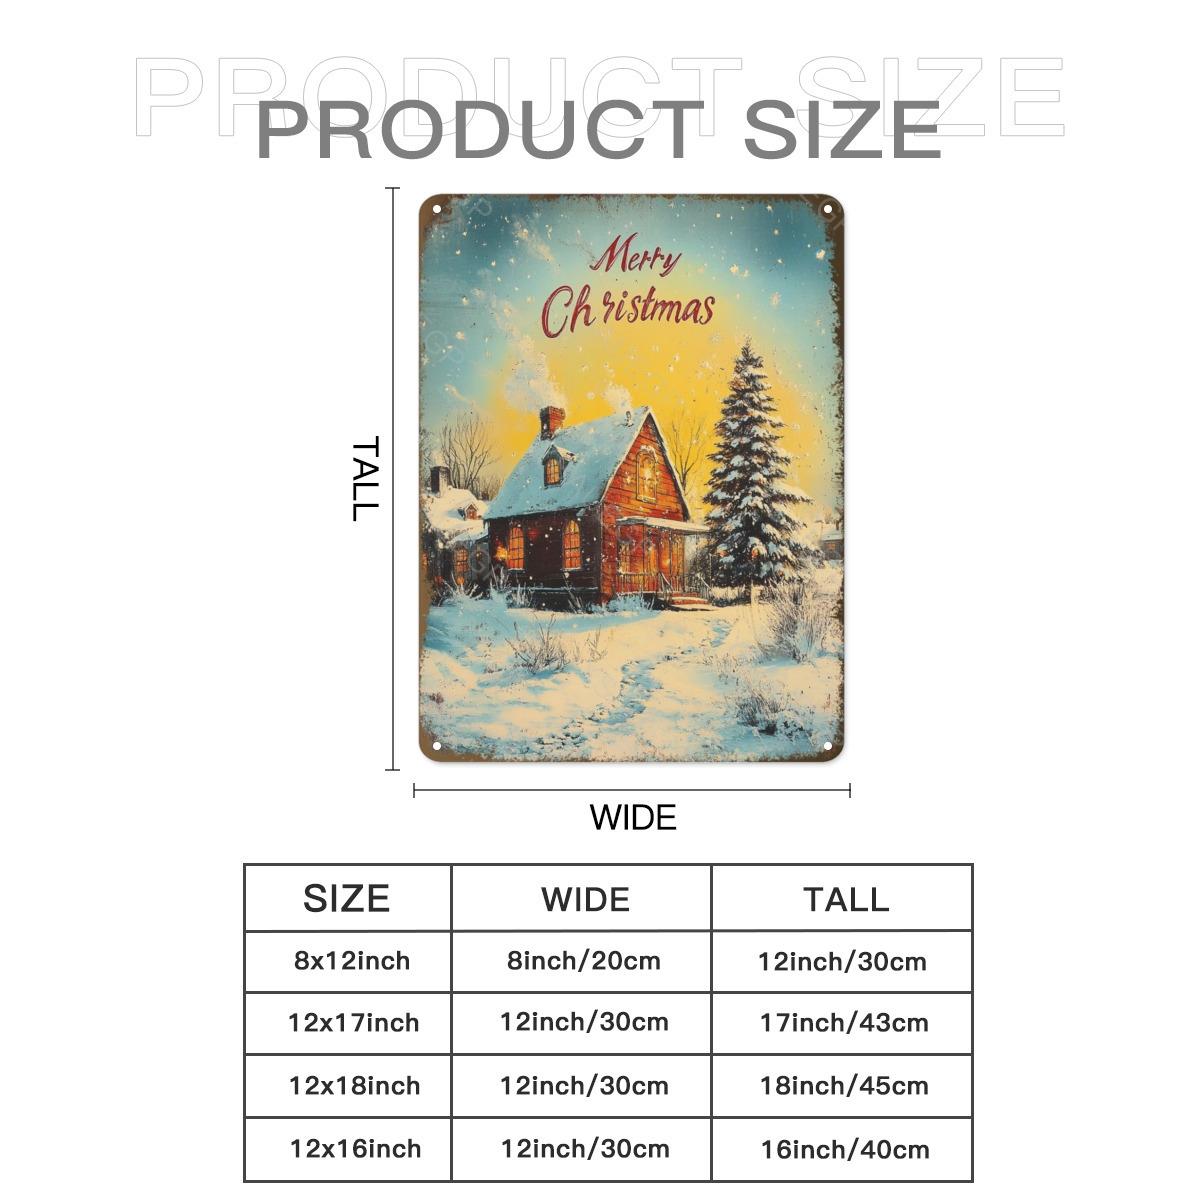 PRODUCT SIZE
PRODUCT SIZE
Merry
Christmas
TALL
WIDE
SIZE WIDE TALL
8x12inch 8inch/20cm 12inch/30cm
12x17inch 12inch/30cm 17inch/43cm
12x18inch 12inch/30cm 18inch/45cm
12x16inch 12inch/30cm 16inch/40cm